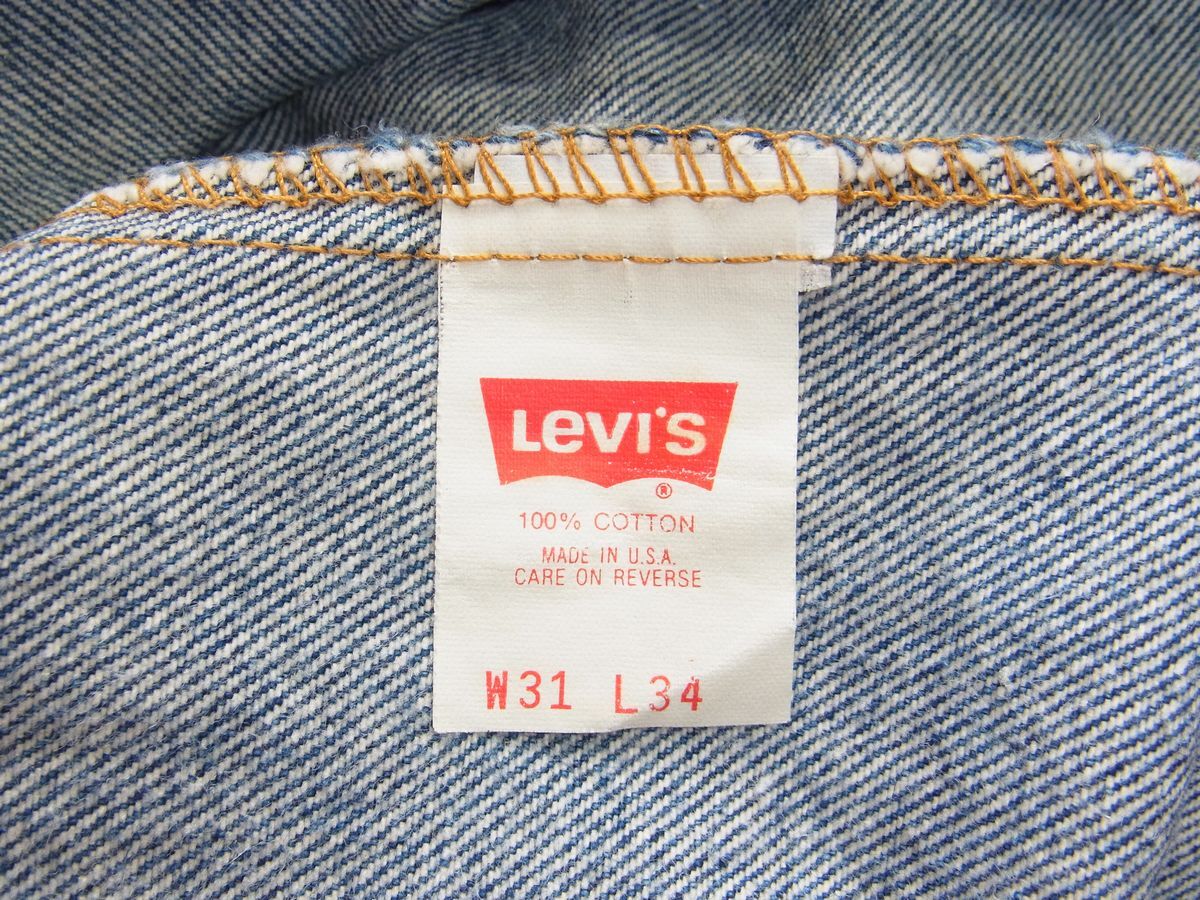 Levi's
®
100% COTTON
MADE IN U.S.A.
CARE ON REVERSE
W31 L34